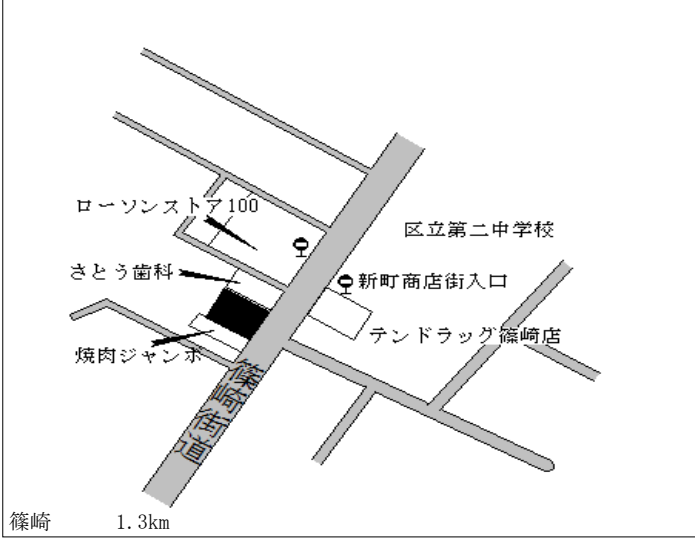 ローソンストア100
区立第二中学校
さとう歯科
新町商店街入口
テンドラッグ篠崎店
焼肉ジャンボ
篠崎街道
篠崎 1.3km